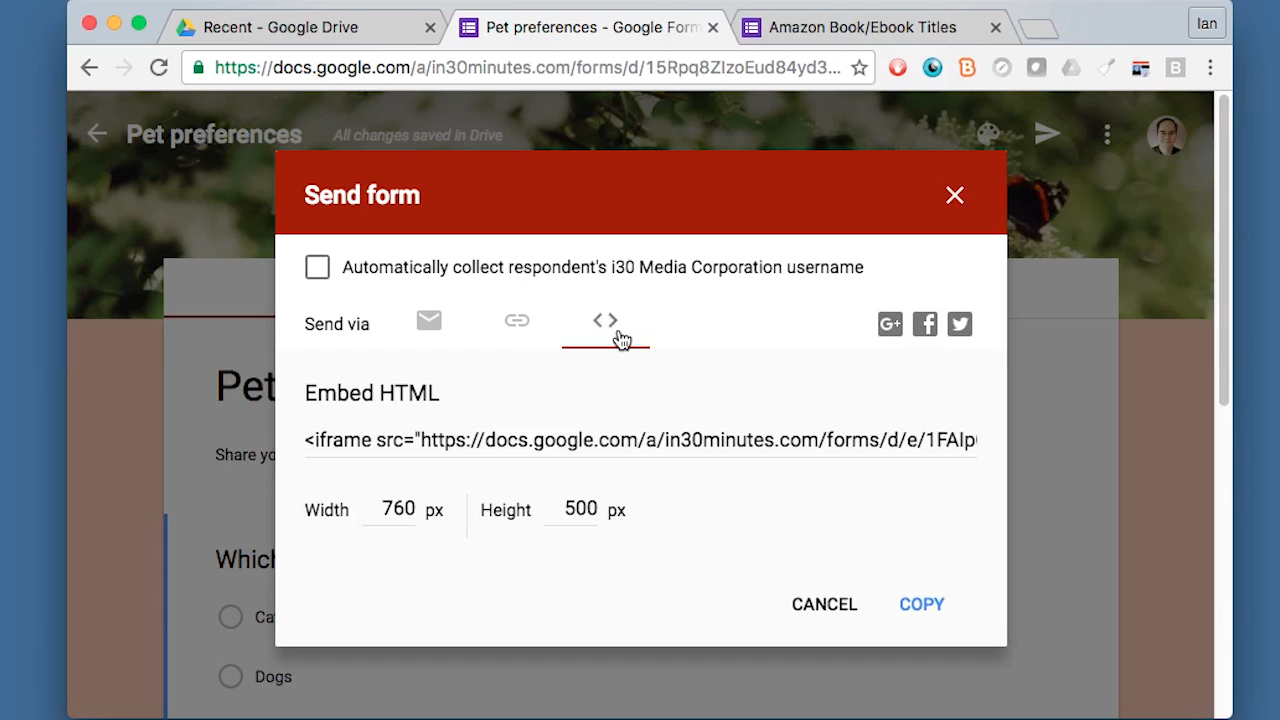 Recent - Google Drive
Pet preferences - Google Form
Amazon Book/Ebook Titles
Ian
https://docs.google.com/a/in30minutes.com/forms/d/15Rpq8ZIzoEud84yd3...
Pet preferences
All changes saved in Drive
Send form
Automatically collect respondent's i30 Media Corporation username
Send via
G+
f
Embed HTML
<iframe src="https://docs.google.com/a/in30minutes.com/forms/d/e/1FAIp
Width 760 px Height 500 px
CANCEL COPY
Pet
Share yo
Which
Ca
Dogs
B
B